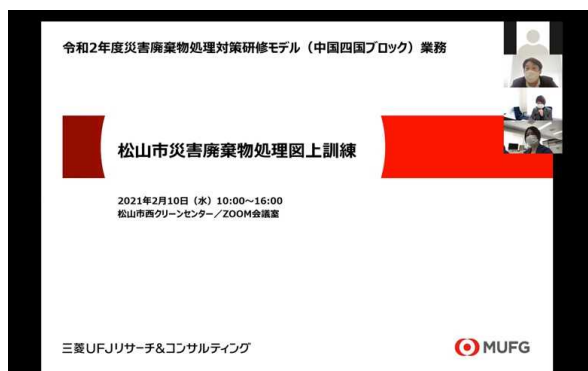 令和2年度災害廃棄物処理対策研修モデル（中国四国ブロック）業務
松山市災害廃棄物処理図上訓練
2021年2月10日（水）10:00～16:00
松山市西クリーンセンター／ZOOM会議室
三菱UFJリサーチ&コンサルティング
MUFG